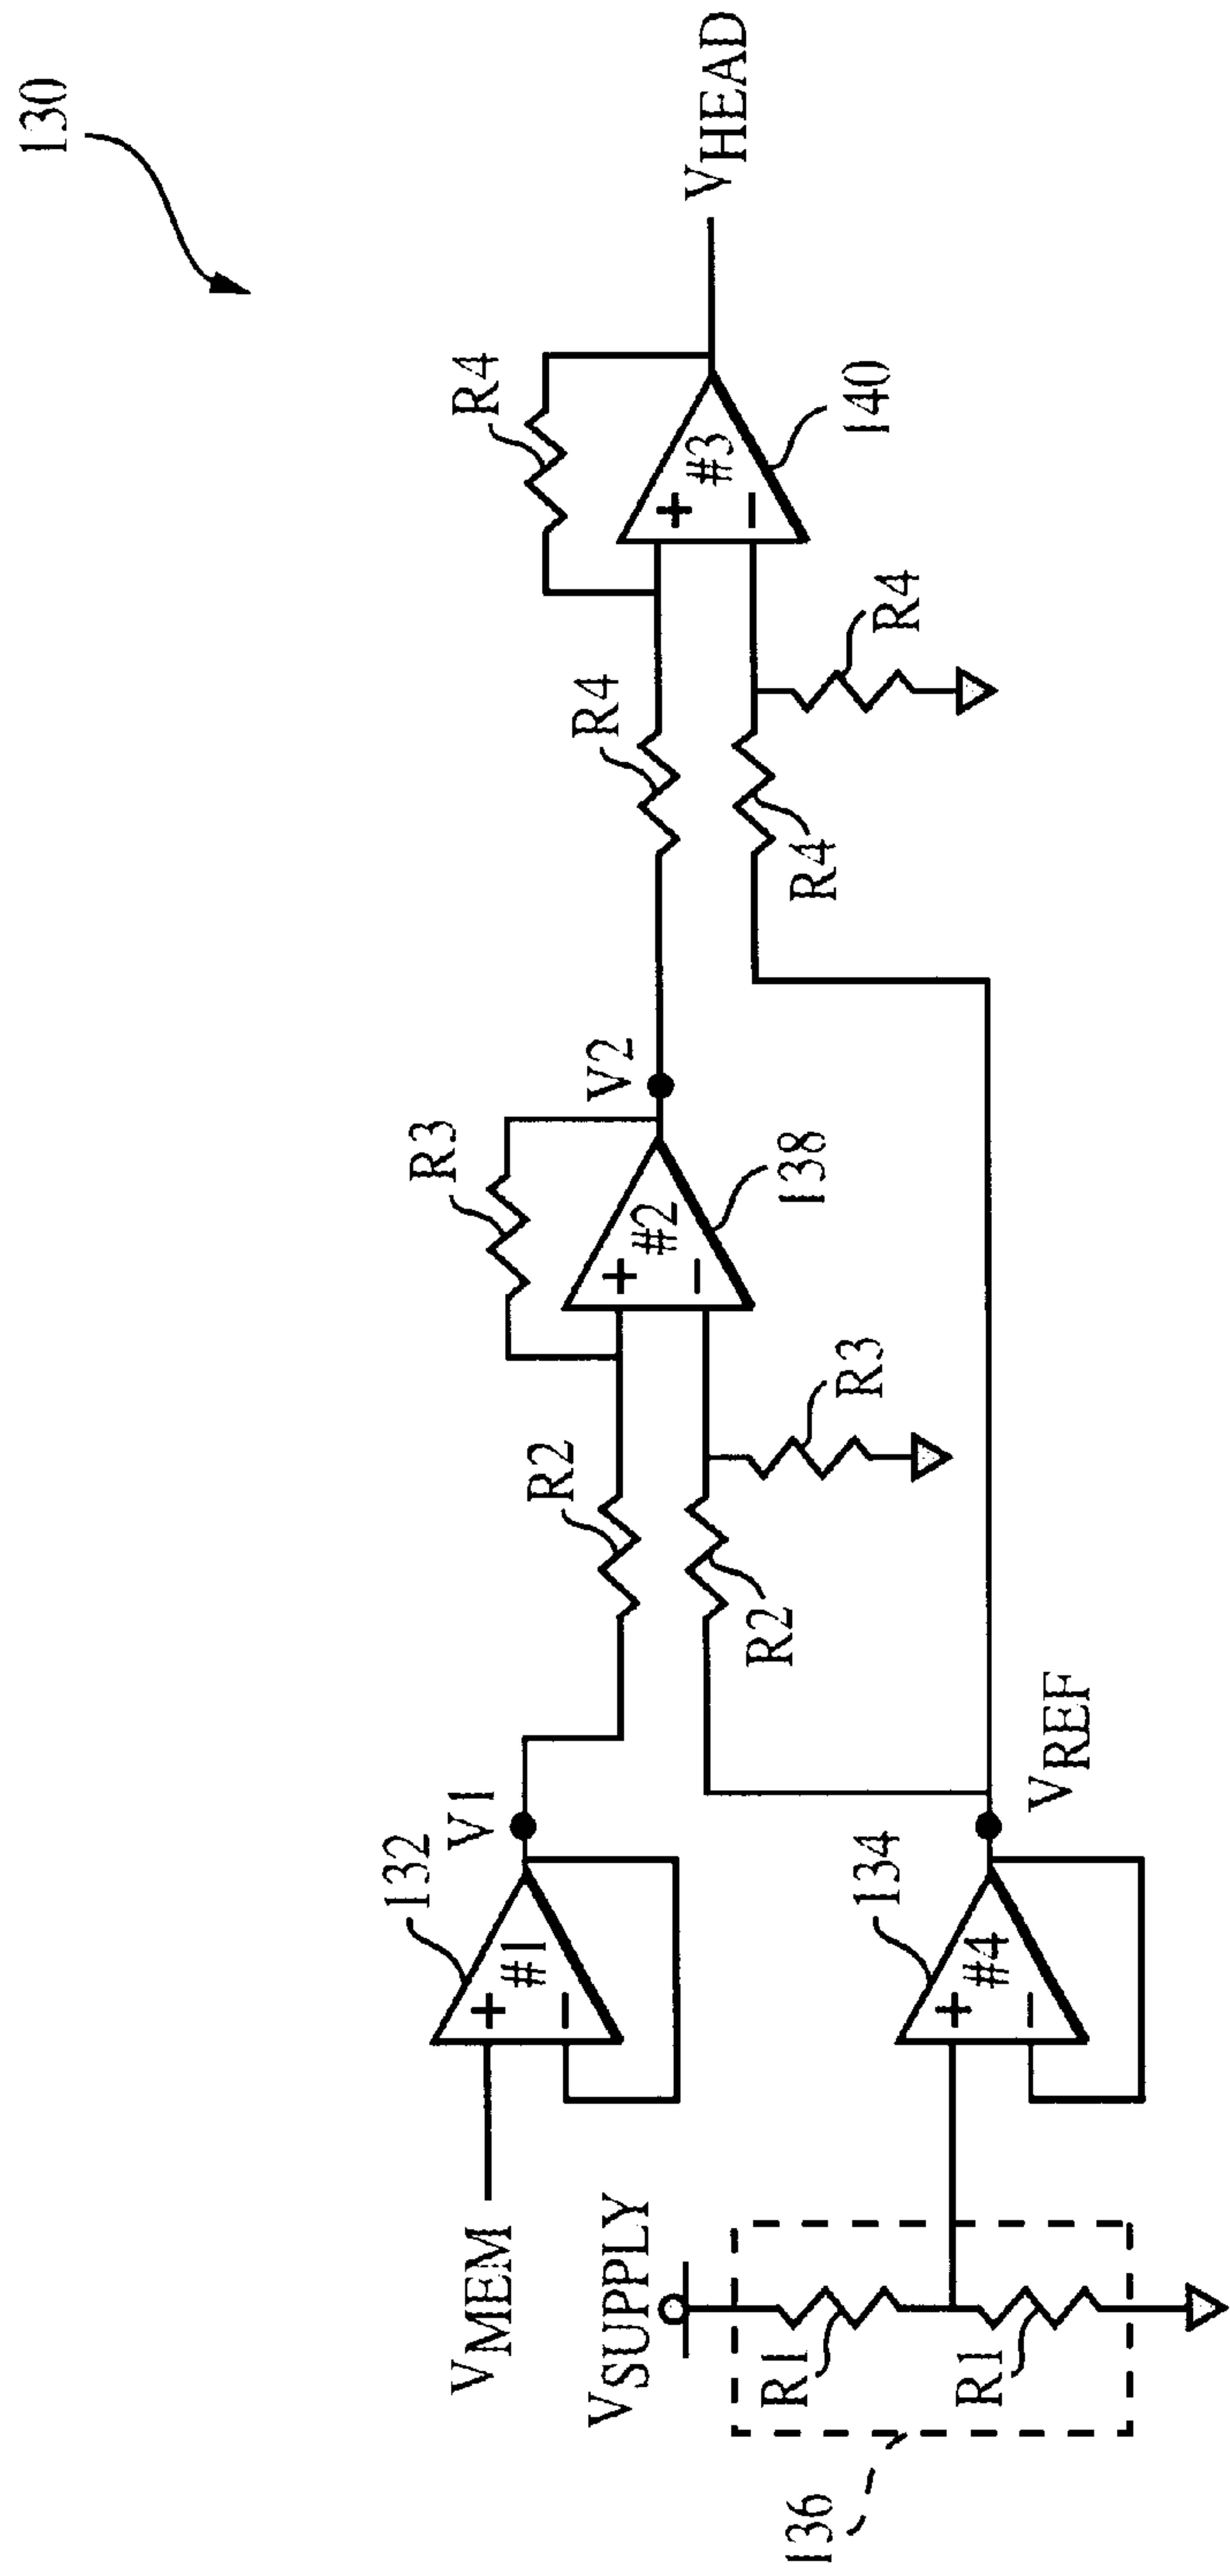 130
R4
VHEAD
R4
#3
+
−
140
R4
R4
R3
V2
#2
+
−
138
R2
R3
R2
132
V1
#1
+
−
VMEM
134
#4
+
−
VREF
VSUPPLY
R1
R1
136